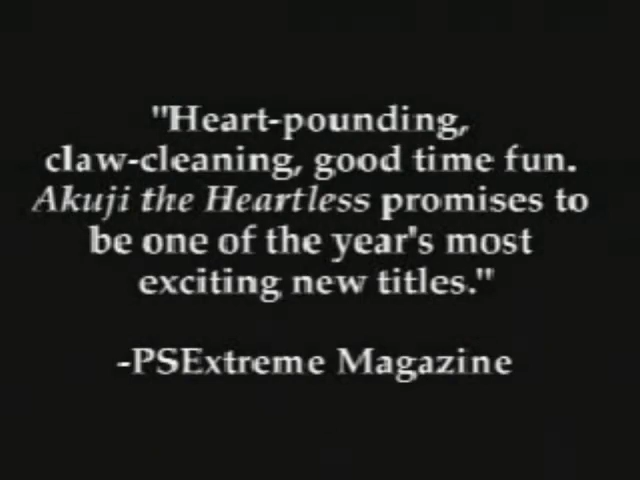 "Heart-pounding,
claw-cleaning, good time fun.
Akuji the Heartless promises to
be one of the year's most
exciting new titles."
-PSExtreme Magazine